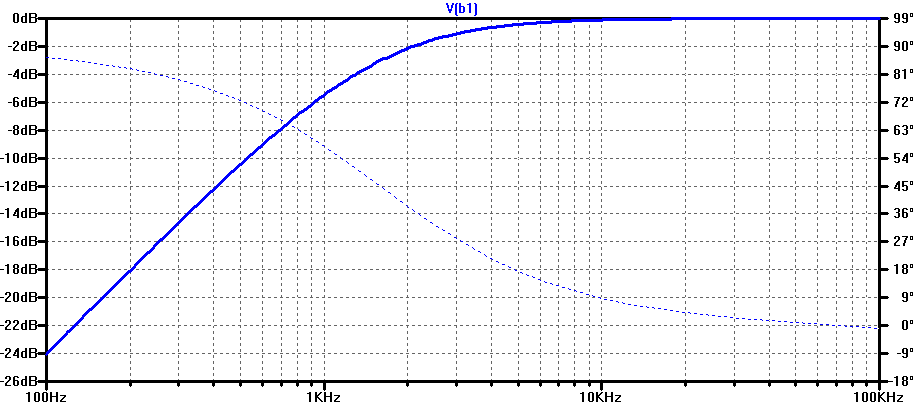 V(b1)
0dB 99°
-2dB 90°
-4dB 81°
-6dB 72°
-8dB 63°
-10dB 54°
-12dB 45°
-14dB 36°
-16dB 27°
-18dB 18°
-20dB 9°
-22dB 0°
-24dB -9°
-26dB -18°
100Hz 1KHz 10KHz 100KHz